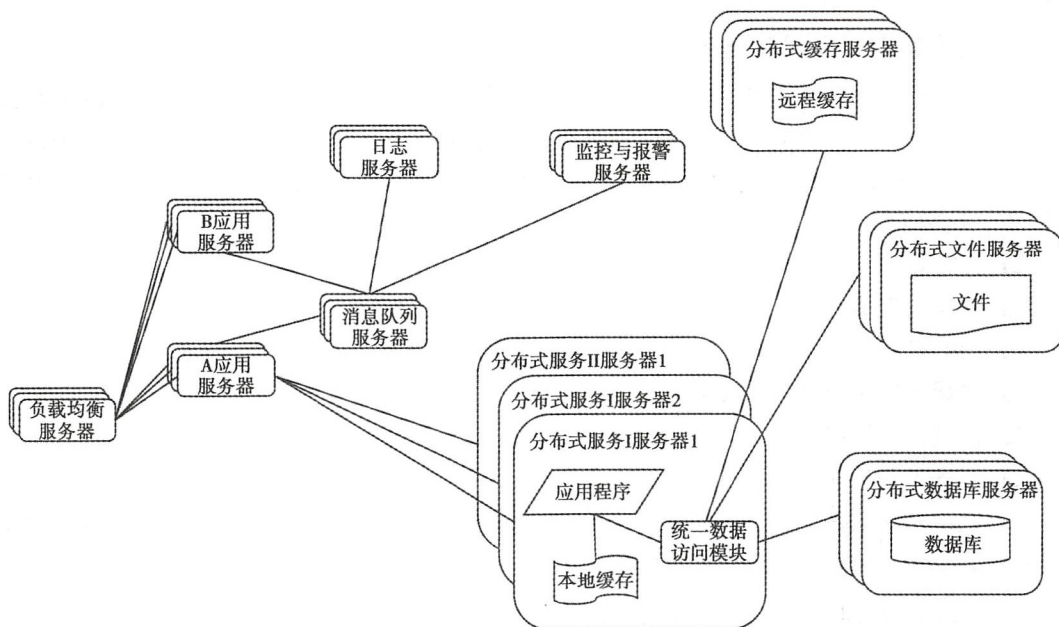 分布式缓存服务器
远程缓存
日志
服务器
监控与报警
服务器
B应用
服务器
分布式文件服务器
文件
消息队列
服务器
A应用
服务器
负载均衡
服务器
分布式服务II服务器1
分布式服务I服务器2
分布式服务I服务器1
应用程序
统一数据
访问模块
本地缓存
分布式数据库服务器
数据库